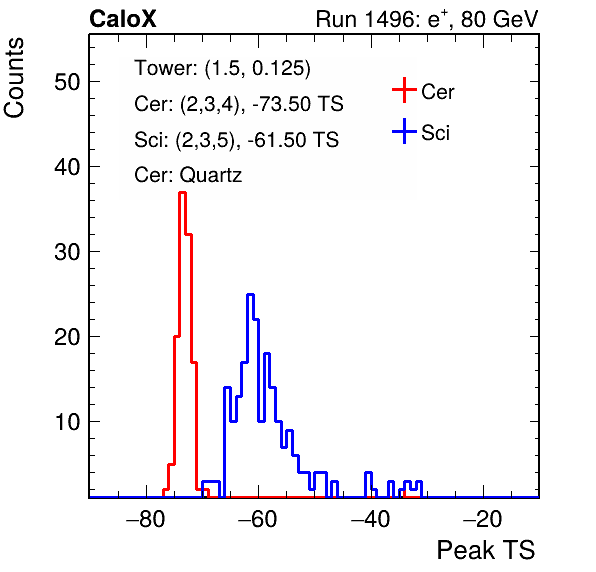 CaloX Run 1496: e⁺, 80 GeV
Counts
Tower: (1.5, 0.125)
Cer: (2,3,4), -73.50 TS
Sci: (2,3,5), -61.50 TS
Cer: Quartz
Cer
Sci
50
40
30
20
10
−80 −60 −40 −20
Peak TS